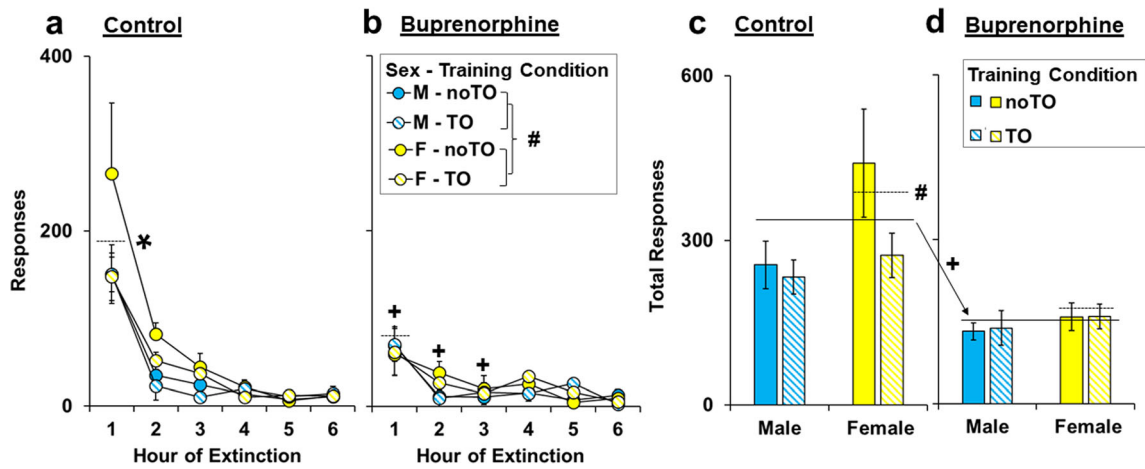 a Control
b Buprenorphine
c Control
d Buprenorphine
Responses
400
200
0
*
1 2 3 4 5 6
Hour of Extinction
Sex - Training Condition
M - noTO
M - TO
F - noTO
F - TO
#
+
+
+
1 2 3 4 5 6
Hour of Extinction
Total Responses
600
300
0
#
+
Male Female
Training Condition
noTO
TO
Male Female